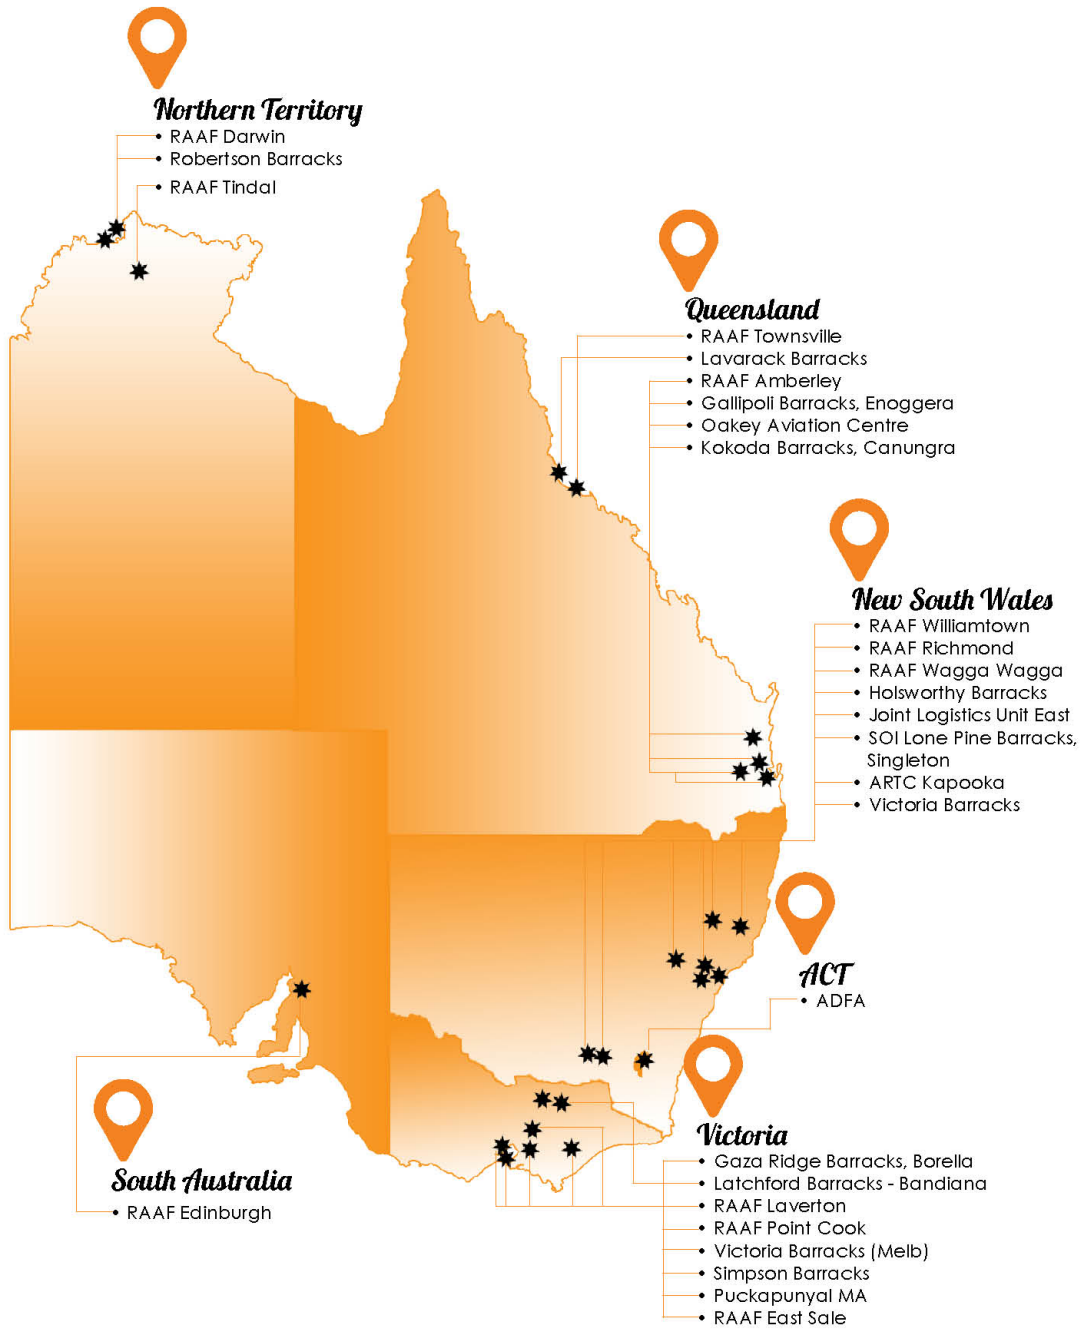 Northern Territory
• RAAF Darwin
• Robertson Barracks
• RAAF Tindal
Queensland
• RAAF Townsville
• Lavarack Barracks
• RAAF Amberley
• Gallipoli Barracks, Enoggera
• Oakey Aviation Centre
• Kokoda Barracks, Canungra
New South Wales
• RAAF Williamtown
• RAAF Richmond
• RAAF Wagga Wagga
• Holsworthy Barracks
• Joint Logistics Unit East
• SOI Lone Pine Barracks,
Singleton
• ARTC Kapooka
• Victoria Barracks
ACT
• ADFA
Victoria
• Gaza Ridge Barracks, Borella
• Latchford Barracks - Bandiana
• RAAF Laverton
• RAAF Point Cook
• Victoria Barracks (Melb)
• Simpson Barracks
• Puckapunyal MA
• RAAF East Sale
South Australia
• RAAF Edinburgh